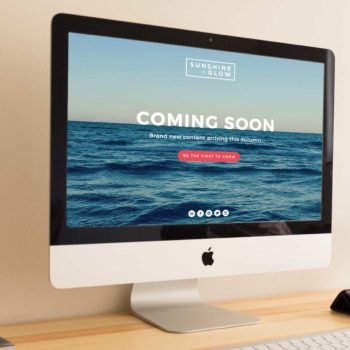 SUNSHINE
& GLOW
COMING SOON
Brand new content arriving this autumn.
BE THE FIRST TO KNOW